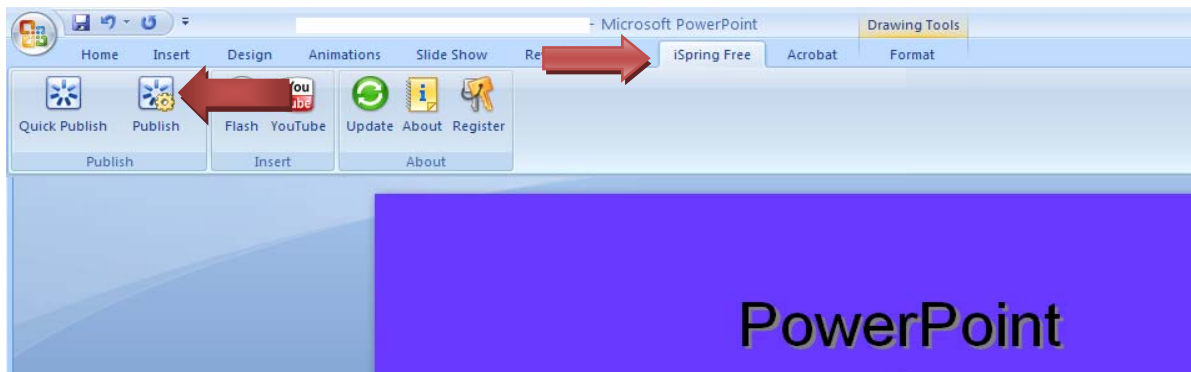 - Microsoft PowerPoint
Drawing Tools
Home Insert Design Animations Slide Show iSpring Free Acrobat Format
You
Quick Publish Publish Flash YouTube Update About Register
Publish Insert About
PowerPoint